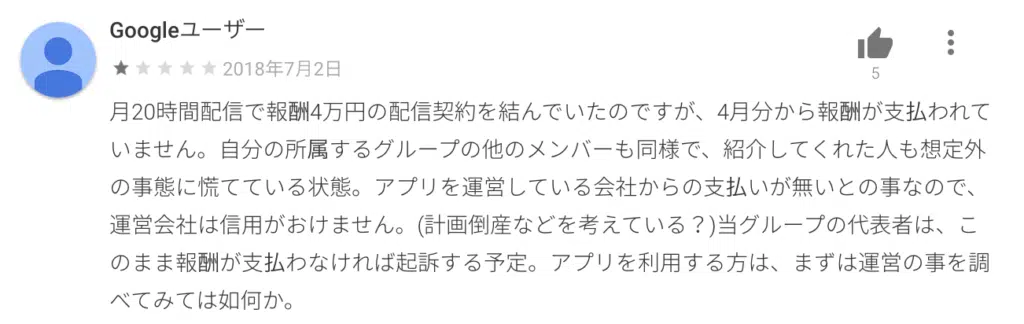 Googleユーザー
★★★★★ 2018年7月2日
5
月20時間配信で報酬4万円の配信契約を結んでいたのですが、4月分から報酬が支払われて
いません。自分の所属するグループの他のメンバーも同様で、紹介してくれた人も想定外
の事態に慌てている状態。アプリを運営している会社からの支払いが無いとの事なので、
運営会社は信用がおけません。(計画倒産などを考えている？)当グループの代表者は、こ
のまま報酬が支払わなければ起訴する予定。アプリを利用する方は、まずは運営の事を調
べてみては如何か。